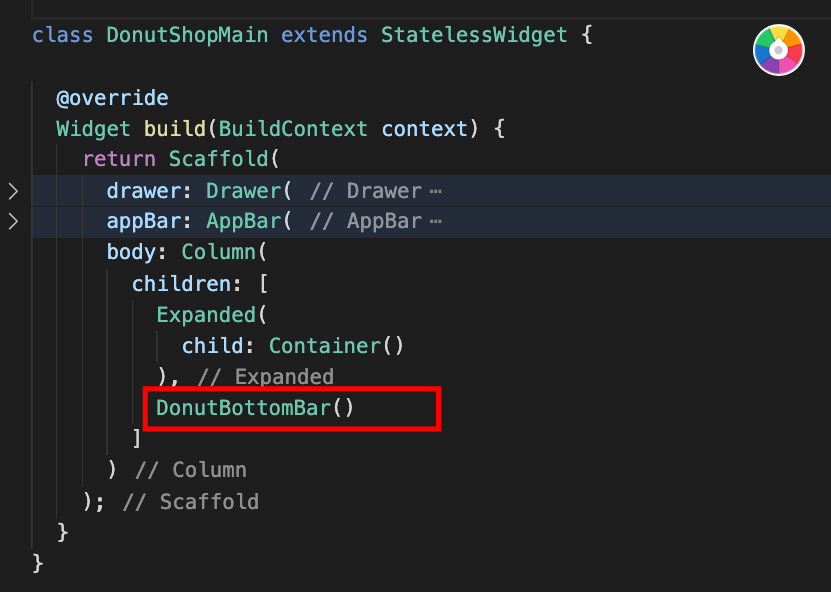 class DonutShopMain extends StatelessWidget {
@override
Widget build(BuildContext context) {
return Scaffold(
drawer: Drawer( // Drawer ⋯
appBar: AppBar( // AppBar ⋯
body: Column(
children: [
Expanded(
child: Container()
), // Expanded
DonutBottomBar()
]
) // Column
); // Scaffold
}
}